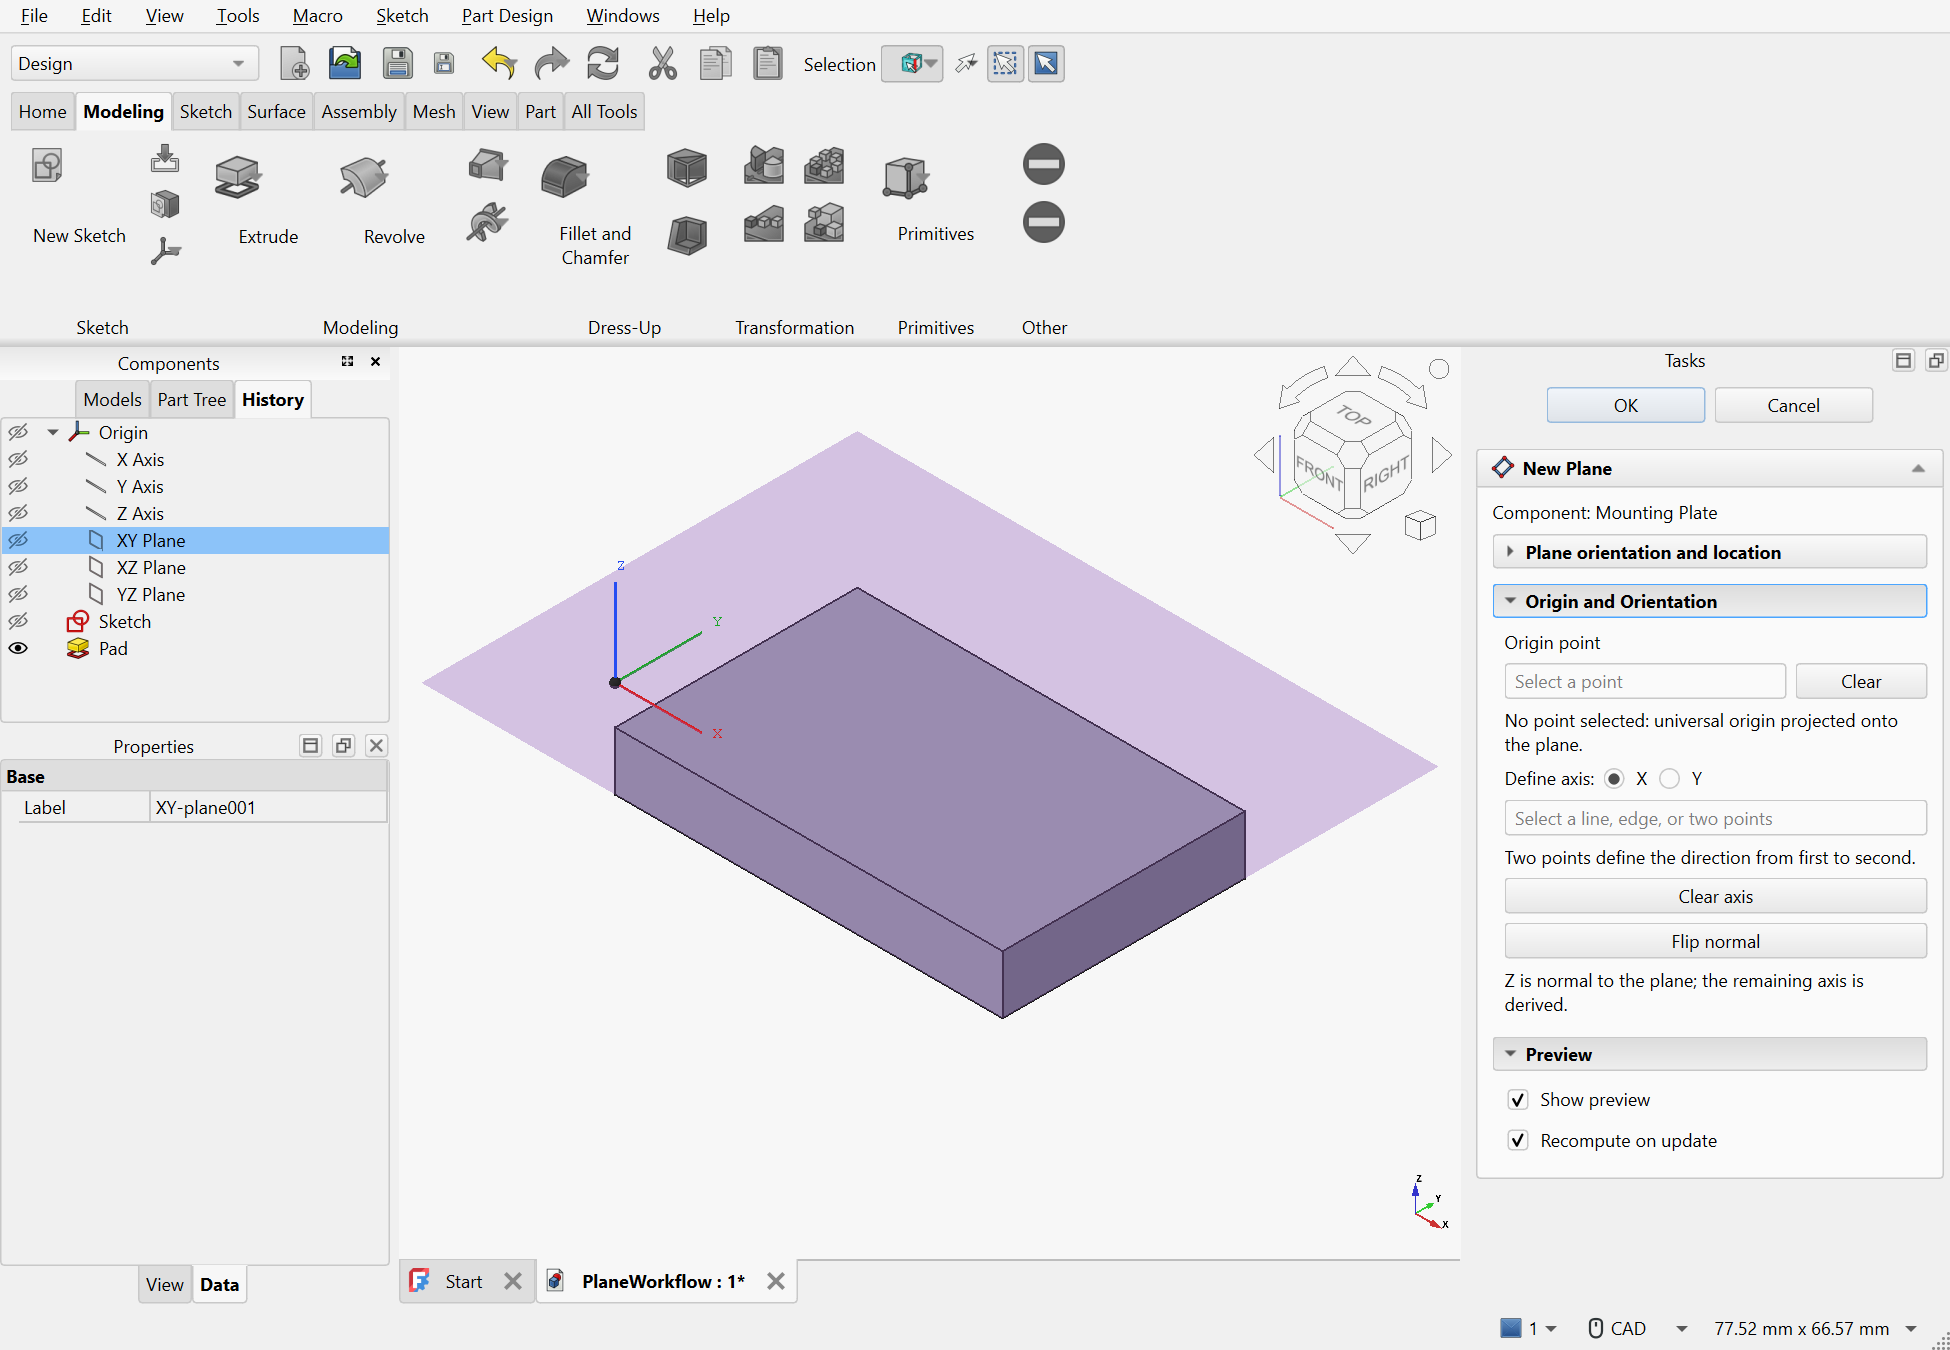 File Edit View Tools Macro Sketch Part Design Windows Help
Design
Selection
Home Modeling Sketch Surface Assembly Mesh View Part All Tools
New Sketch
Extrude
Revolve
Fillet and
Chamfer
Primitives
Sketch Modeling Dress-Up Transformation Primitives Other
Components
Models Part Tree History
Origin
X Axis
Y Axis
Z Axis
XY Plane
XZ Plane
YZ Plane
Sketch
Pad
Properties
Base
Label XY-plane001
View Data
TOP
FRONT
RIGHT
Z
Y
X
Z
Y
X
Start
PlaneWorkflow : 1*
Tasks
OK Cancel
New Plane
Component: Mounting Plate
Plane orientation and location
Origin and Orientation
Origin point
Select a point Clear
No point selected: universal origin projected onto
the plane.
Define axis: X Y
Select a line, edge, or two points
Two points define the direction from first to second.
Clear axis
Flip normal
Z is normal to the plane; the remaining axis is
derived.
Preview
Show preview
Recompute on update
1 CAD 77.52 mm x 66.57 mm